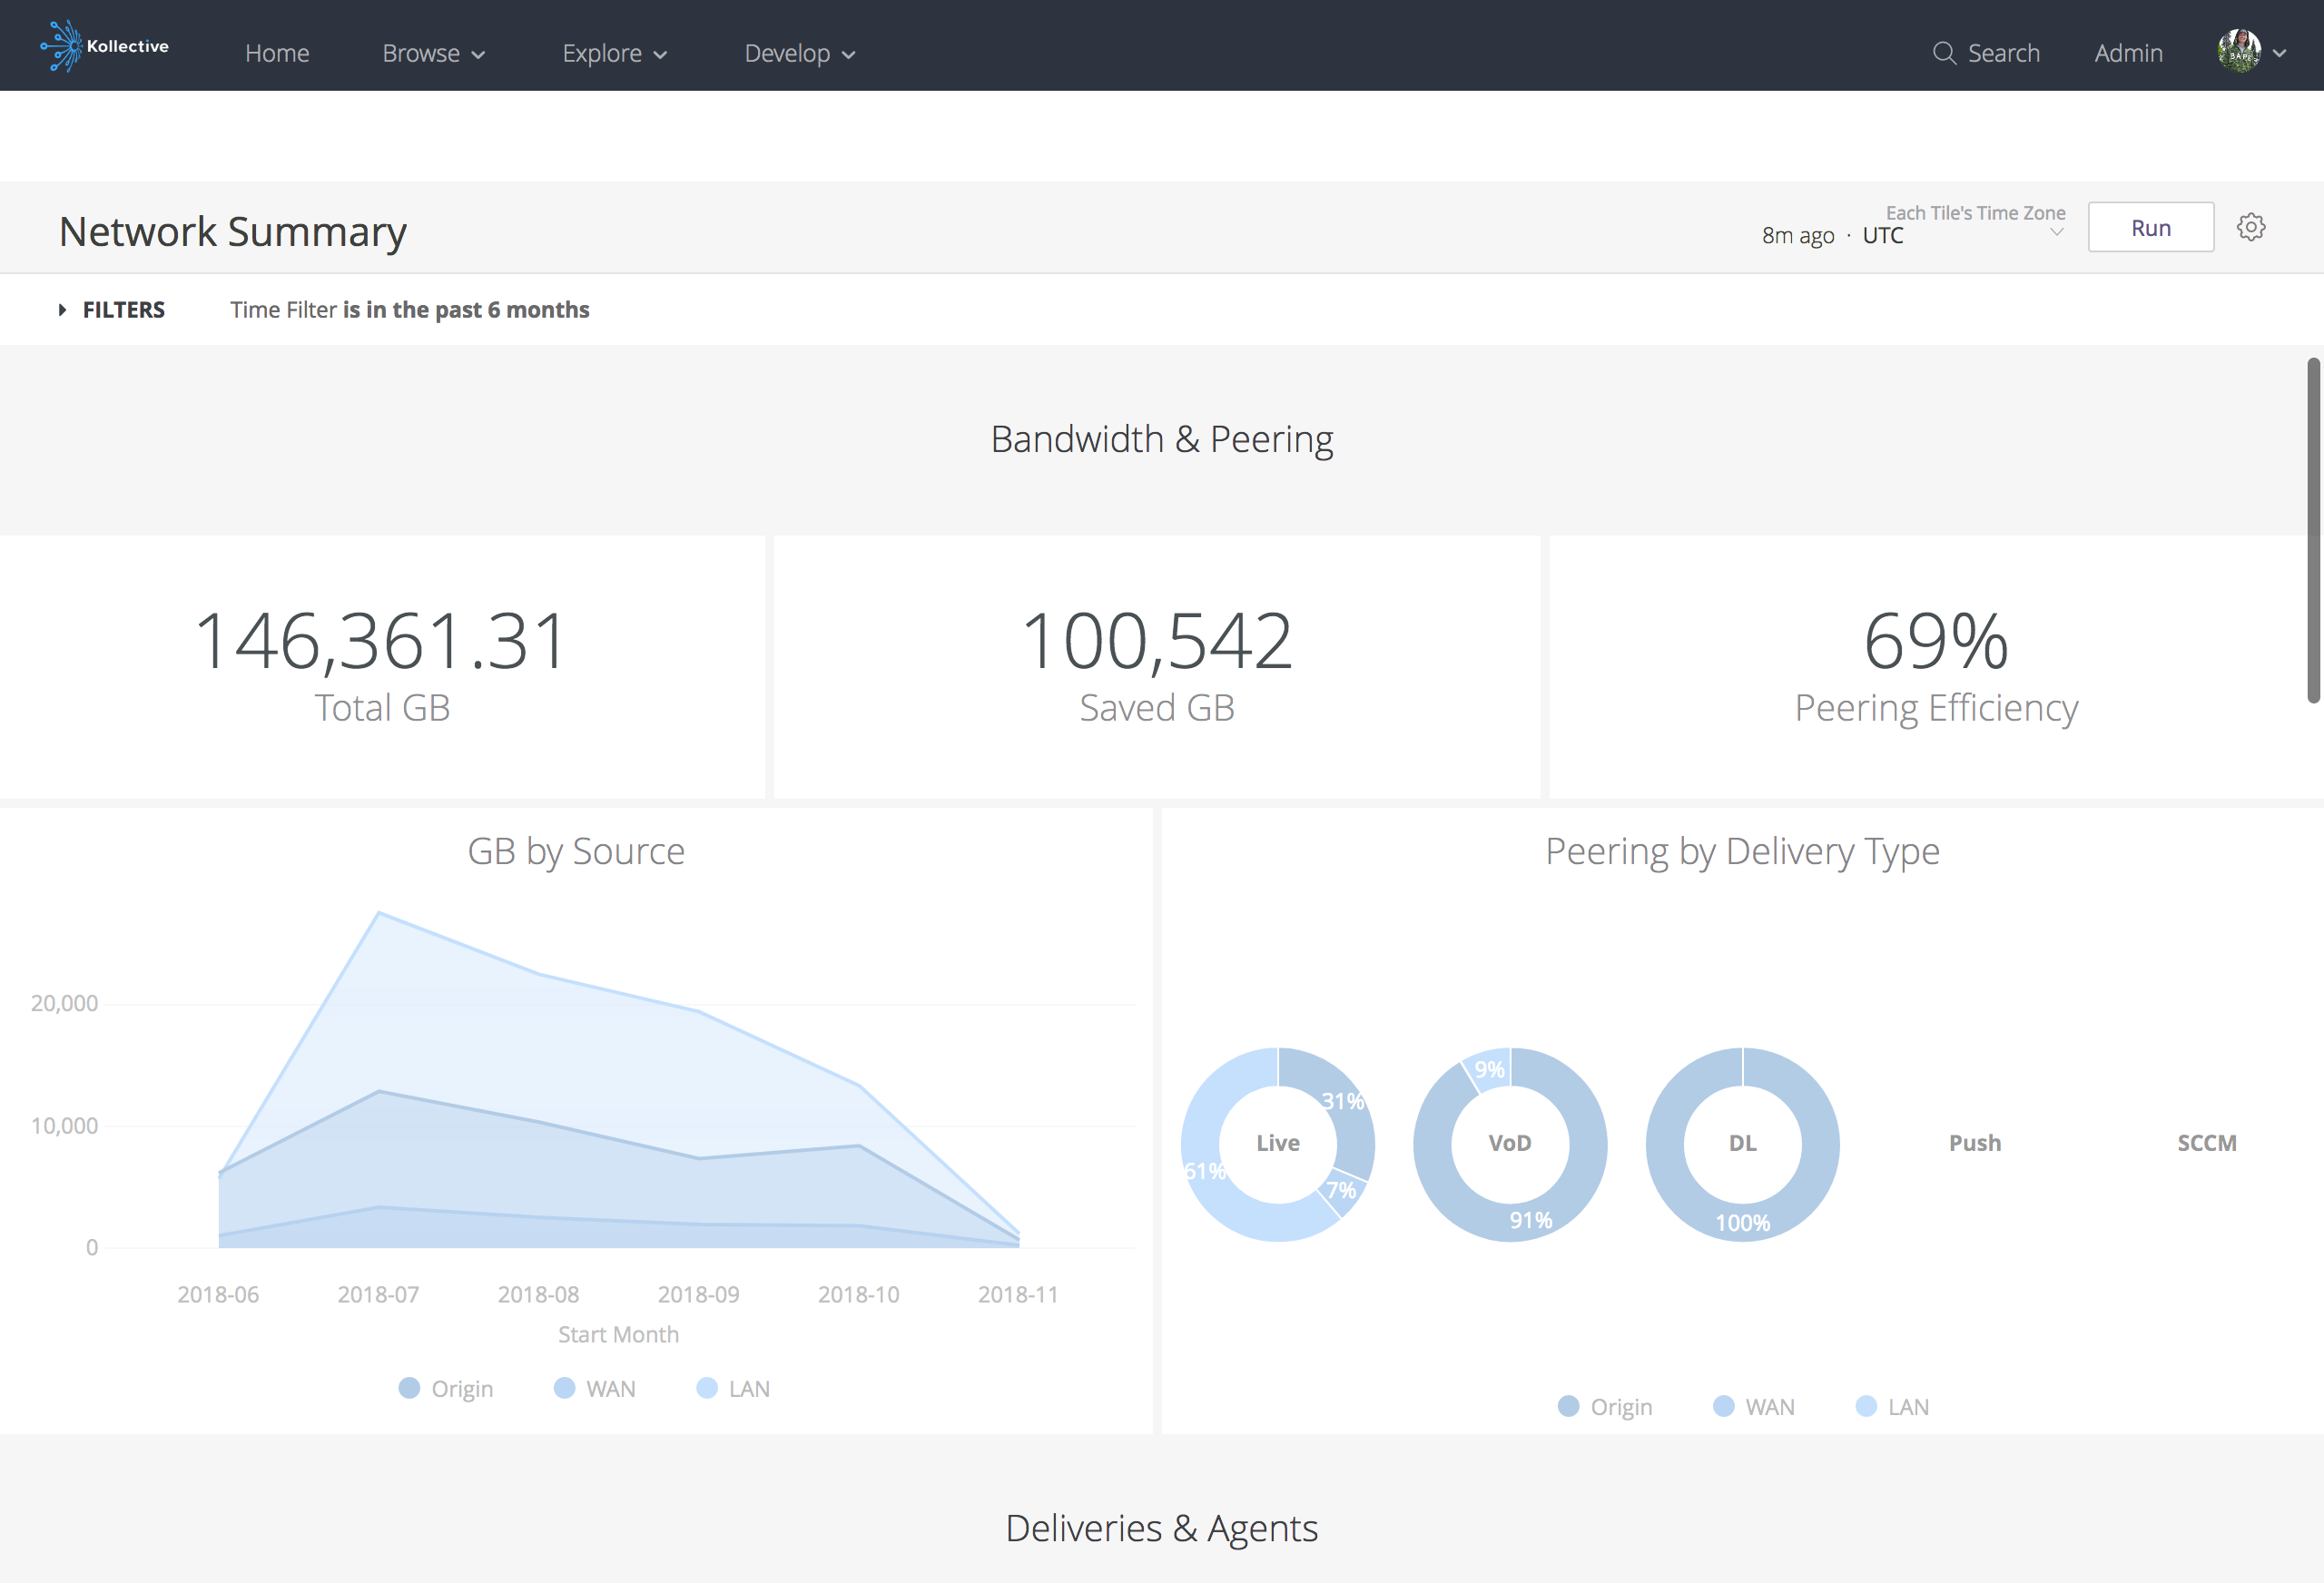 Kollective Home Browse Explore Develop Search Admin
Network Summary
Each Tile's Time Zone
8m ago · UTC
Run
FILTERS Time Filter is in the past 6 months
Bandwidth & Peering
146,361.31
Total GB
100,542
Saved GB
69%
Peering Efficiency
GB by Source
20,000
10,000
0
2018-06 2018-07 2018-08 2018-09 2018-10 2018-11
Start Month
Origin WAN LAN
Peering by Delivery Type
31%
61%
7%
Live
9%
VoD
91%
DL
100%
Push
SCCM
Origin WAN LAN
Deliveries & Agents